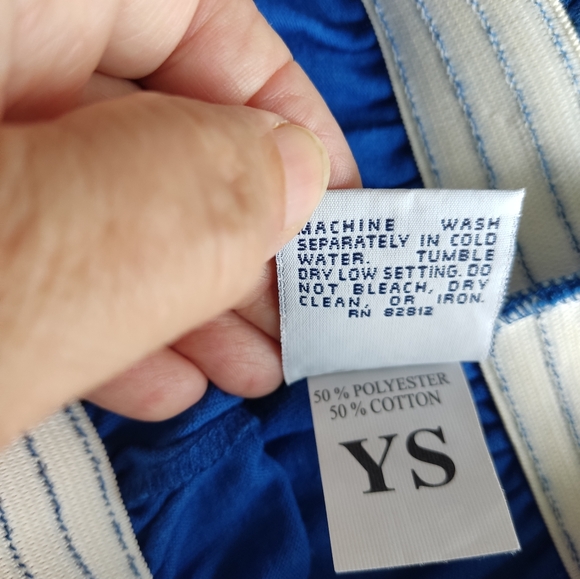 MACHINE WASH
SEPARATELY IN COLD
WATER. TUMBLE
DRY LOW SETTING. DO
NOT BLEACH, DRY
CLEAN, OR IRON.
RN 82812
50 % POLYESTER
50 % COTTON
YS